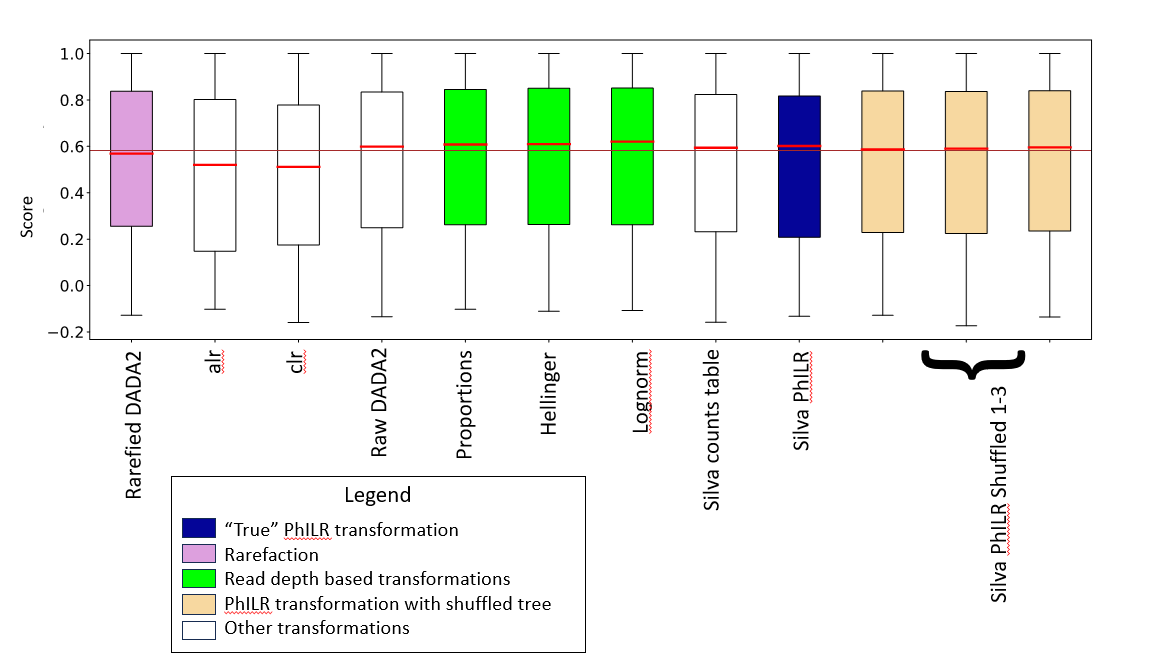 1.0
0.8
0.6
0.4
0.2
0.0
−0.2
Score
Rarefied DADA2
alr
clr
Raw DADA2
Proportions
Hellinger
Lognorm
Silva counts table
Silva PhILR
Silva PhILR Shuffled 1-3
Legend
“True” PhILR transformation
Rarefaction
Read depth based transformations
PhILR transformation with shuffled tree
Other transformations